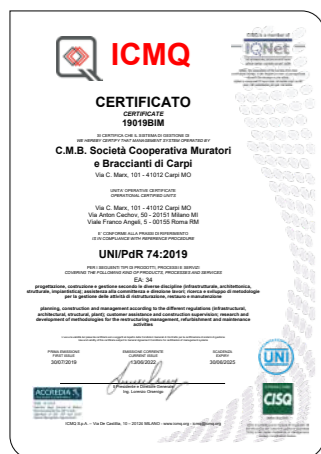 ICMQ
CISQ is a member of
IQNet
CERTIFICATO
CERTIFICATE
19019BIM
SI CERTIFICA CHE IL SISTEMA DI GESTIONE DI
WE HEREBY CERTIFY THAT MANAGEMENT SYSTEM OPERATED BY
C.M.B. Società Cooperativa Muratori
e Braccianti di Carpi
Via C. Marx, 101 - 41012 Carpi MO
UNITA' OPERATIVE CERTIFICATE
OPERATIONAL CERTIFIED UNITS
Via C. Marx, 101 - 41012 Carpi MO
Via Anton Cechov, 50 - 20151 Milano MI
Viale Franco Angeli, 5 - 00155 Roma RM
E' CONFORME ALLA PRASSI DI RIFERIMENTO
IS IN COMPLIANCE WITH REFERENCE PROCEDURE
UNI/PdR 74:2019
PER I SEGUENTI TIPI DI PRODOTTI, PROCESSI E SERVIZI
COVERING THE FOLLOWING KIND OF PRODUCTS, PROCESSES AND SERVICES
EA: 34
progettazione, costruzione e gestione secondo le diverse discipline (infrastrutturale, architettonica,
strutturale, impiantistica); assistenza alla committenza e direzione lavori; ricerca e sviluppo di metodologie
per la gestione delle attività di ristrutturazione, restauro e manutenzione
planning, construction and management according to the different regulations (infrastructural,
architectural, structural, plant); customer assistance and construction supervision; research and
development of methodologies for the restructuring management, refurbishment and maintenance
activities
PRIMA EMISSIONE
FIRST ISSUE
30/07/2019
EMISSIONE CORRENTE
CURRENT ISSUE
13/06/2022
SCADENZA
EXPIRY
30/06/2025
Il Presidente e Direttore Generale
Ing. Lorenzo Orsenigo
UNI
ACCREDIA
CISQ
ICMQ S.p.A. – Via De Castillia, 10 – 20124 MILANO - www.icmq.org - icmq@icmq.org